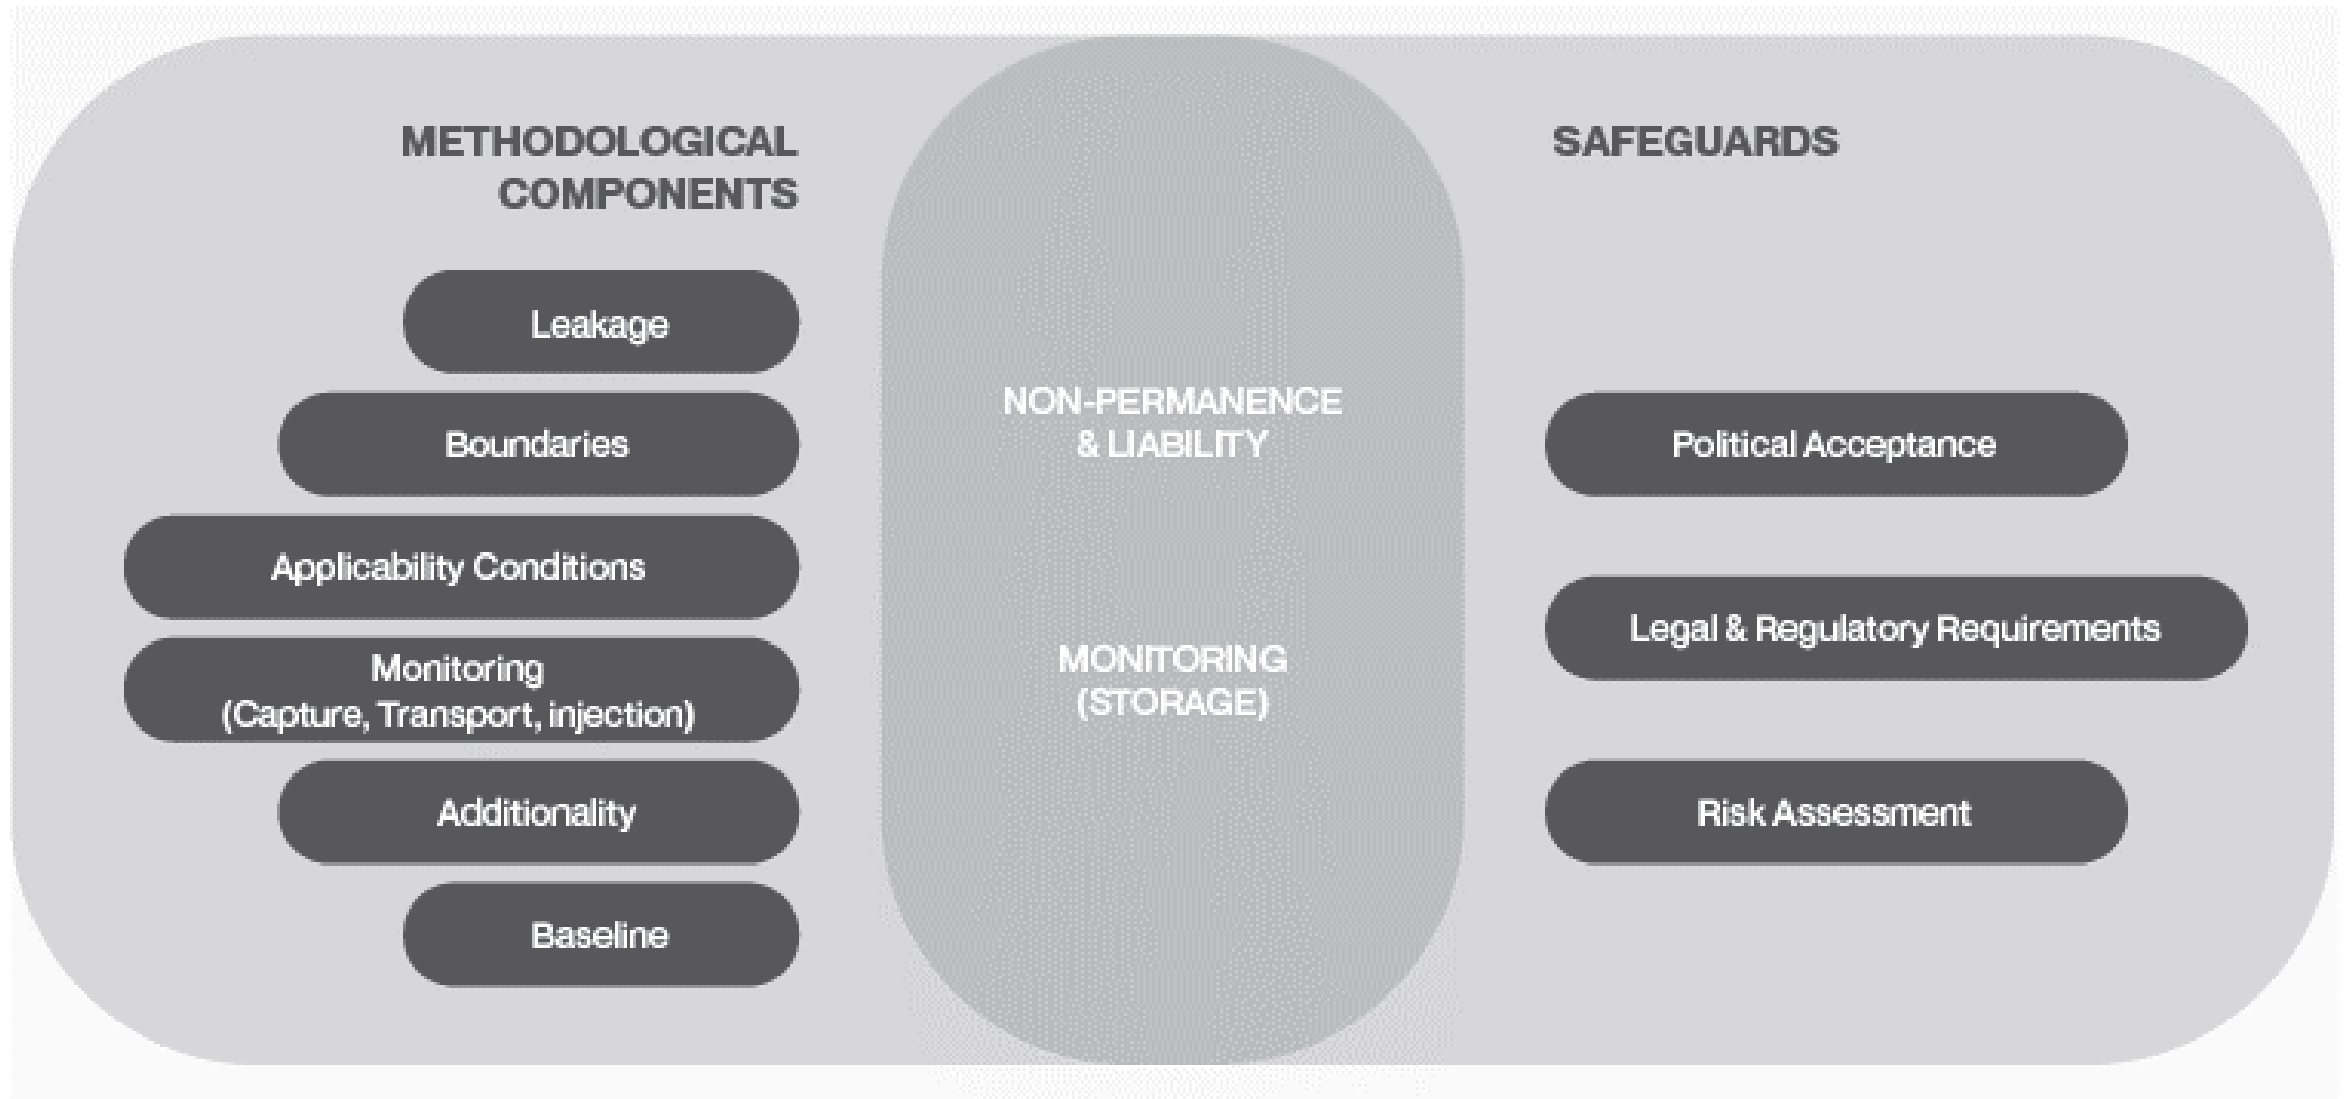 METHODOLOGICAL
COMPONENTS
Leakage
Boundaries
Applicability Conditions
Monitoring
(Capture, Transport, injection)
Additionality
Baseline
NON-PERMANENCE
& LIABILITY
MONITORING
(STORAGE)
SAFEGUARDS
Political Acceptance
Legal & Regulatory Requirements
Risk Assessment